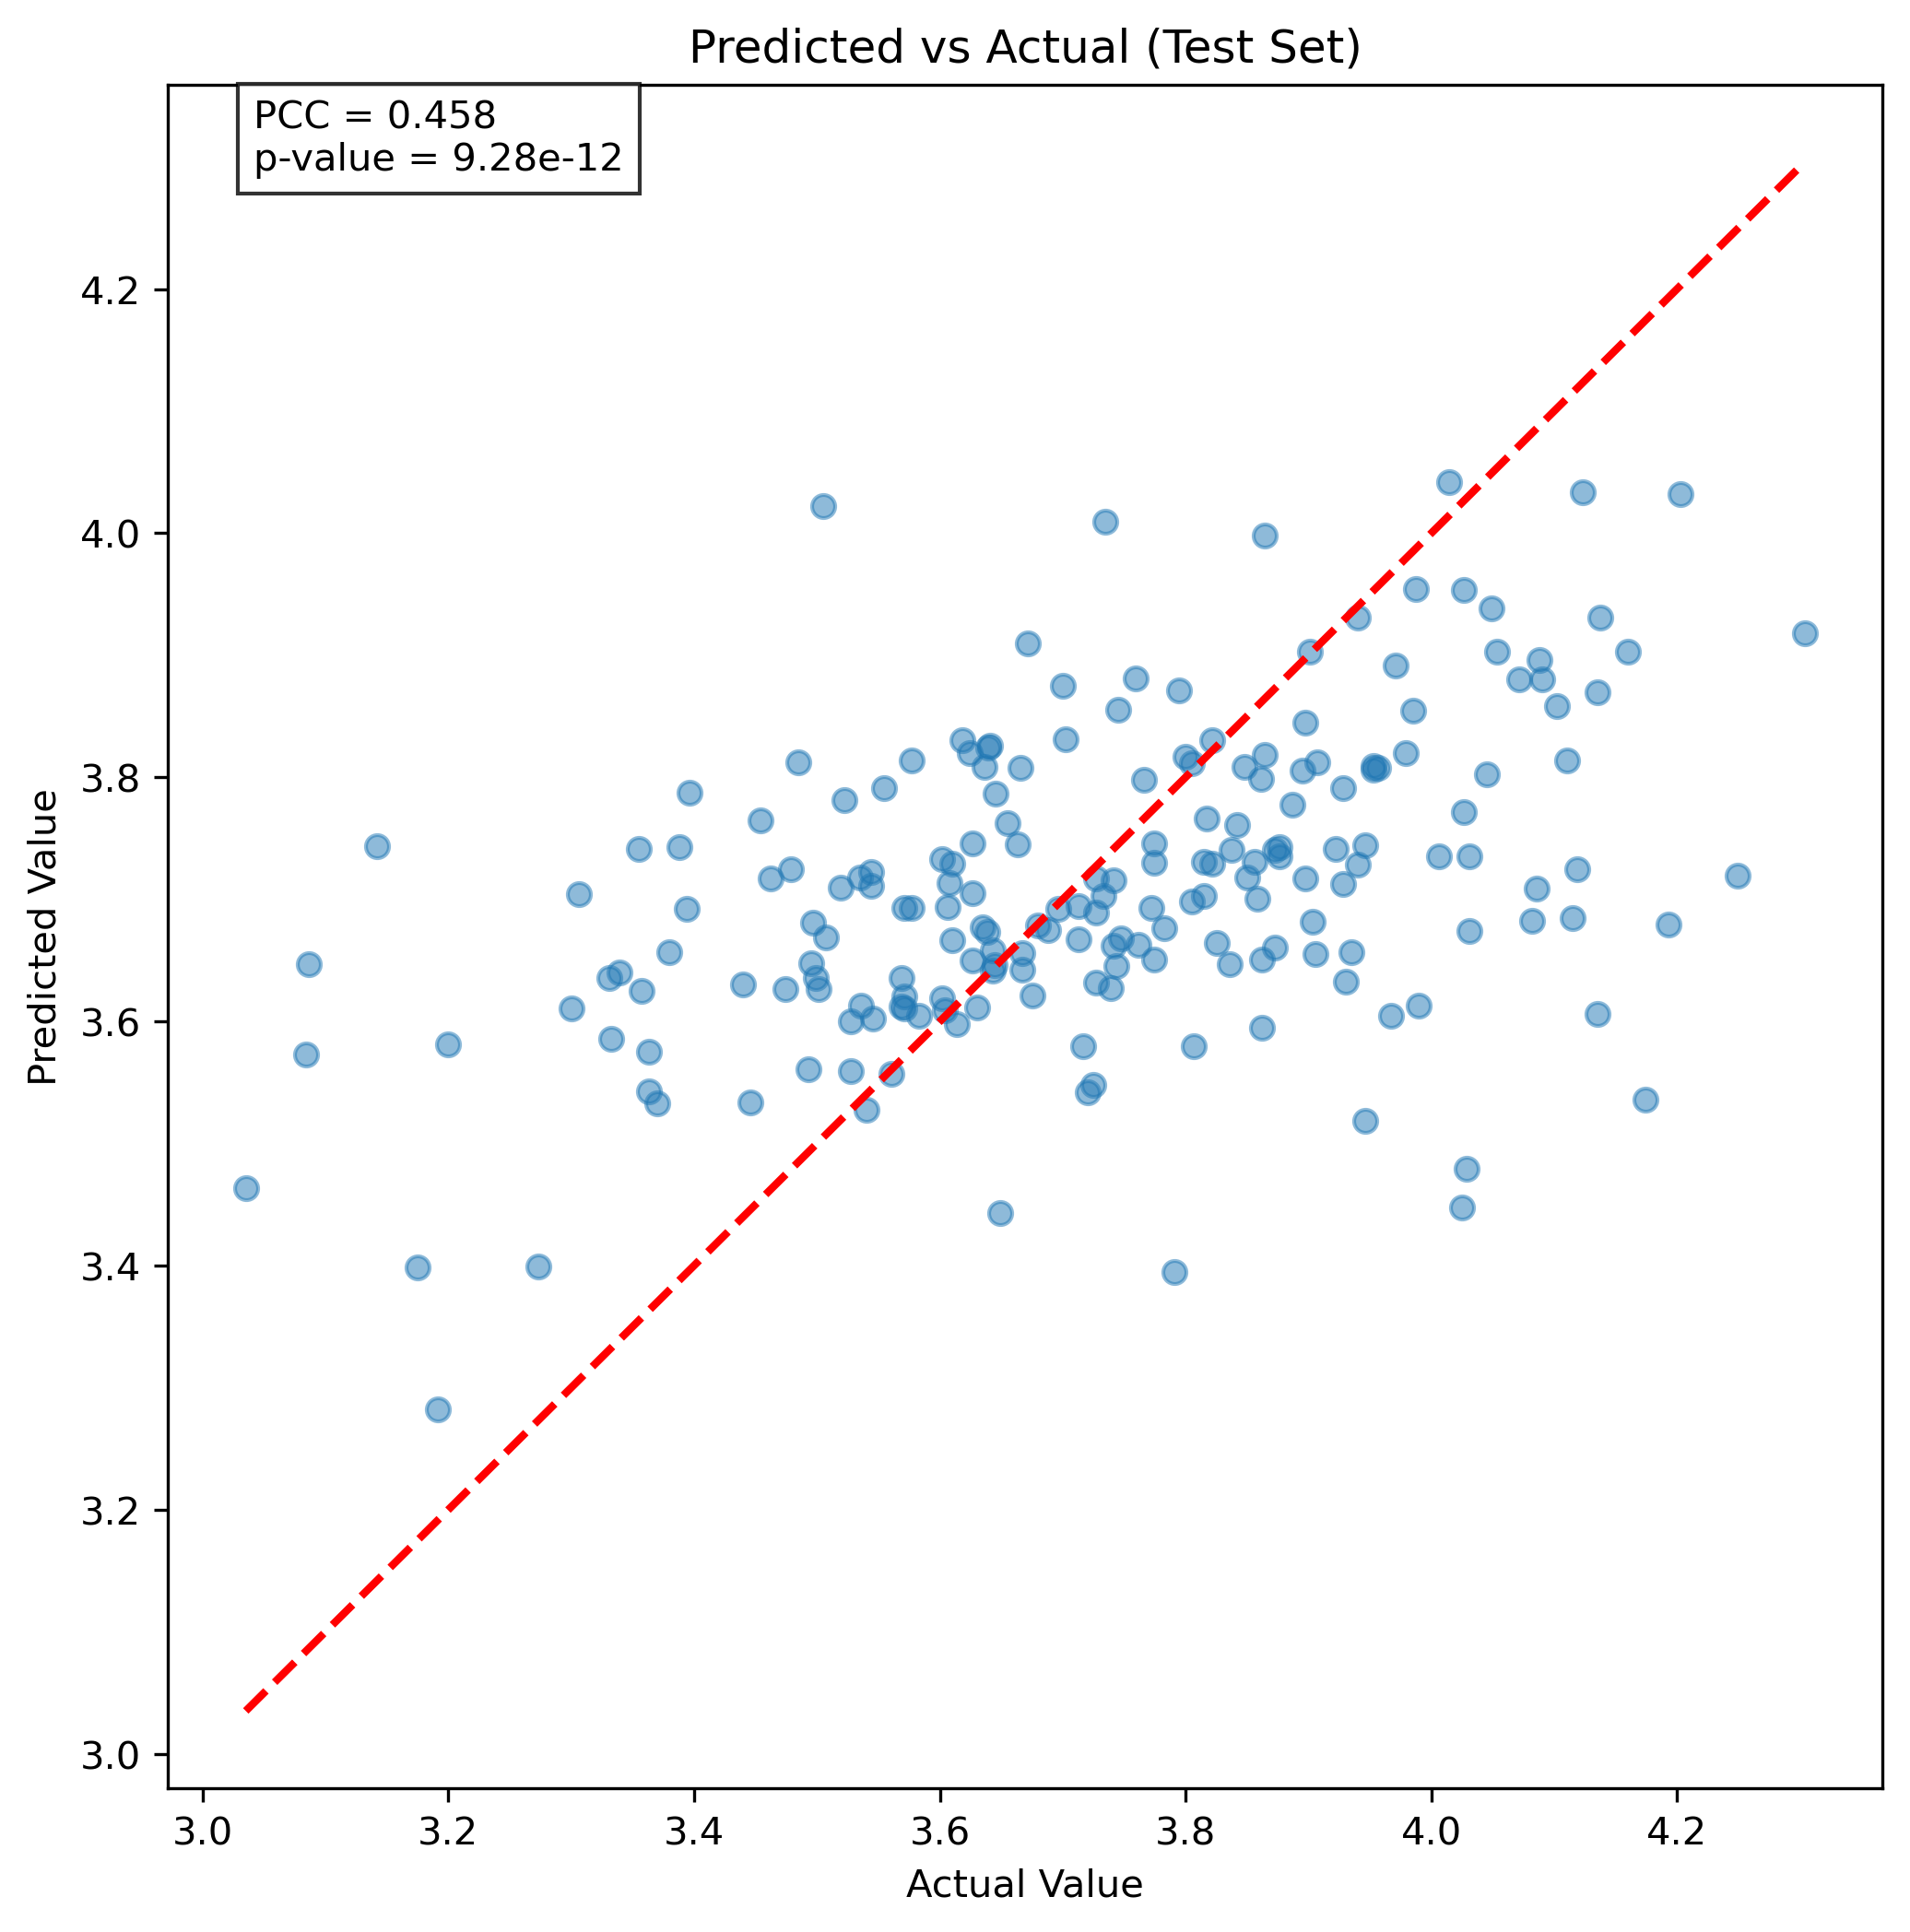 Predicted vs Actual (Test Set)
PCC = 0.458
p-value = 9.28e-12
Predicted Value
4.2
4.0
3.8
3.6
3.4
3.2
3.0
3.0 3.2 3.4 3.6 3.8 4.0 4.2
Actual Value